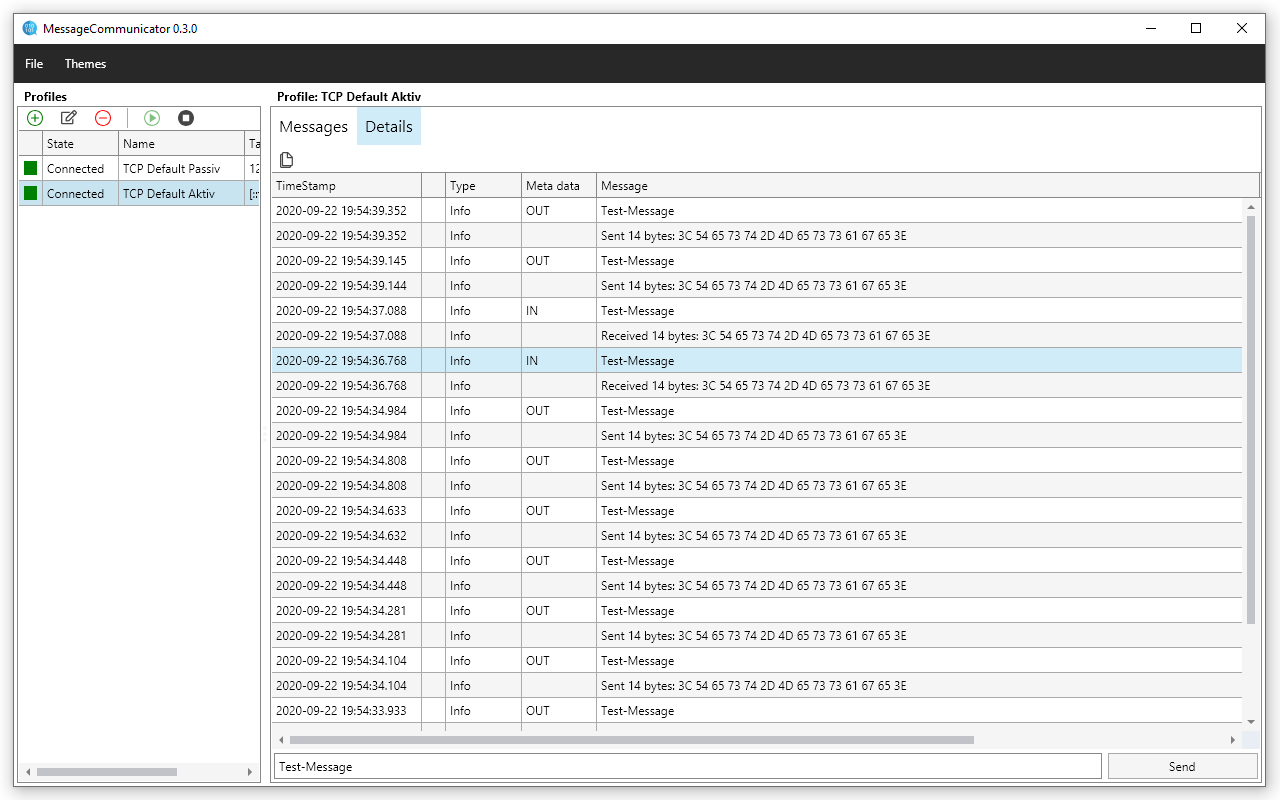 MessageCommunicator 0.3.0
File Themes
Profiles
State Name Ta
Connected TCP Default Passiv 12
Connected TCP Default Aktiv [::
Profile: TCP Default Aktiv
Messages Details
TimeStamp Type Meta data Message
2020-09-22 19:54:39.352 Info OUT Test-Message
2020-09-22 19:54:39.352 Info Sent 14 bytes: 3C 54 65 73 74 2D 4D 65 73 73 61 67 65 3E
2020-09-22 19:54:39.145 Info OUT Test-Message
2020-09-22 19:54:39.144 Info Sent 14 bytes: 3C 54 65 73 74 2D 4D 65 73 73 61 67 65 3E
2020-09-22 19:54:37.088 Info IN Test-Message
2020-09-22 19:54:37.088 Info Received 14 bytes: 3C 54 65 73 74 2D 4D 65 73 73 61 67 65 3E
2020-09-22 19:54:36.768 Info IN Test-Message
2020-09-22 19:54:36.768 Info Received 14 bytes: 3C 54 65 73 74 2D 4D 65 73 73 61 67 65 3E
2020-09-22 19:54:34.984 Info OUT Test-Message
2020-09-22 19:54:34.984 Info Sent 14 bytes: 3C 54 65 73 74 2D 4D 65 73 73 61 67 65 3E
2020-09-22 19:54:34.808 Info OUT Test-Message
2020-09-22 19:54:34.808 Info Sent 14 bytes: 3C 54 65 73 74 2D 4D 65 73 73 61 67 65 3E
2020-09-22 19:54:34.633 Info OUT Test-Message
2020-09-22 19:54:34.632 Info Sent 14 bytes: 3C 54 65 73 74 2D 4D 65 73 73 61 67 65 3E
2020-09-22 19:54:34.448 Info OUT Test-Message
2020-09-22 19:54:34.448 Info Sent 14 bytes: 3C 54 65 73 74 2D 4D 65 73 73 61 67 65 3E
2020-09-22 19:54:34.281 Info OUT Test-Message
2020-09-22 19:54:34.281 Info Sent 14 bytes: 3C 54 65 73 74 2D 4D 65 73 73 61 67 65 3E
2020-09-22 19:54:34.104 Info OUT Test-Message
2020-09-22 19:54:34.104 Info Sent 14 bytes: 3C 54 65 73 74 2D 4D 65 73 73 61 67 65 3E
2020-09-22 19:54:33.933 Info OUT Test-Message
Test-Message Send